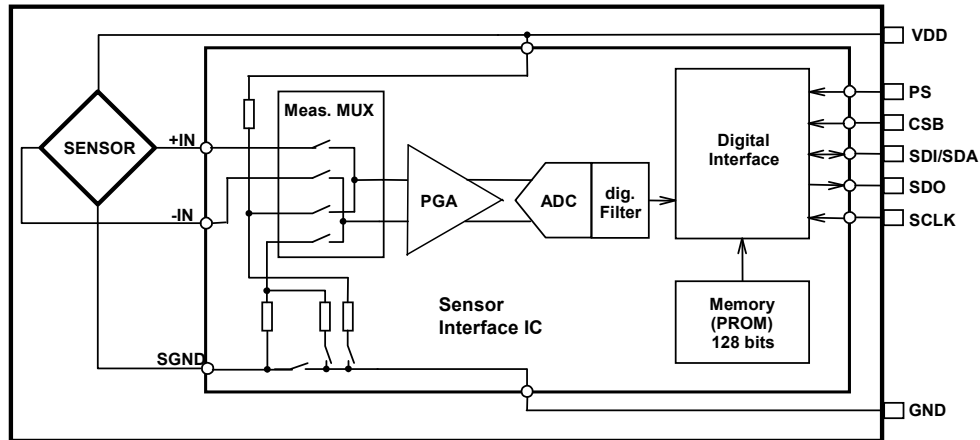 VDD
PS
Meas. MUX
CSB
+IN
SENSOR
Digital
Interface
SDI/SDA
PGA
ADC
dig.
Filter
SDO
-IN
SCLK
Sensor
Interface IC
Memory
(PROM)
128 bits
SGND
GND